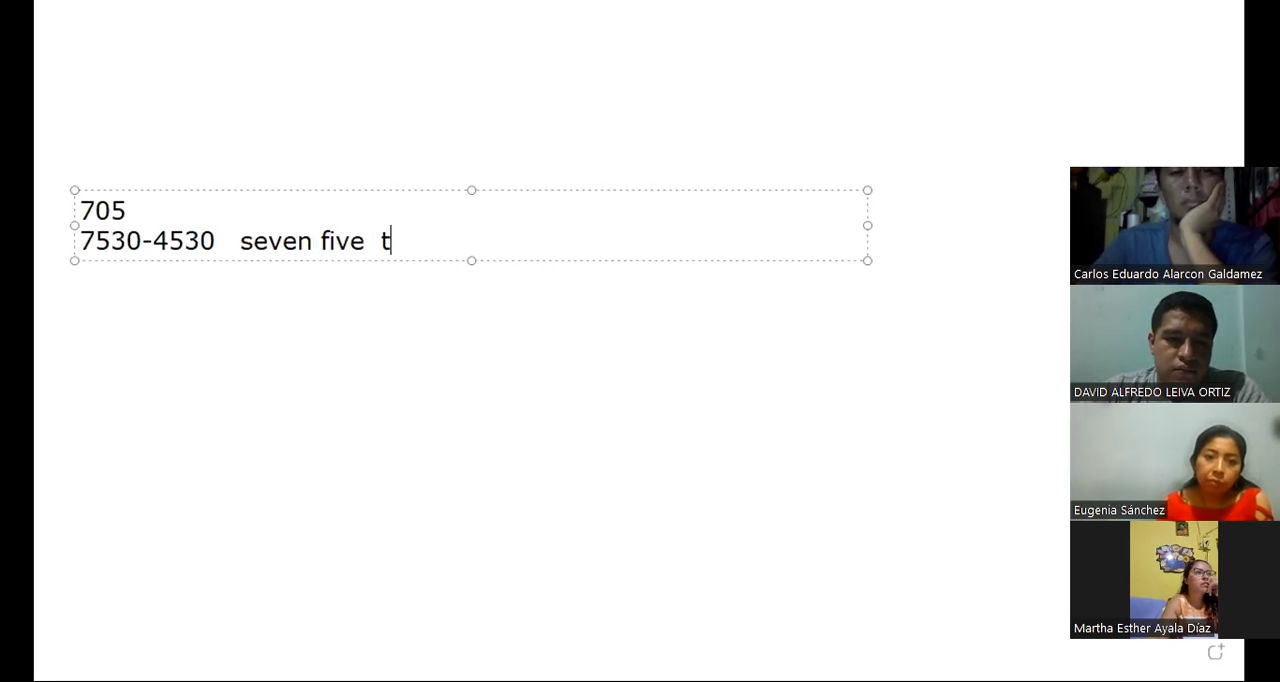 705
7530-4530 seven five t
Carlos Eduardo Alarcon Galdamez
DAVID ALFREDO LEIVA ORTIZ
Eugenia Sánchez
Martha Esther Ayala Díaz